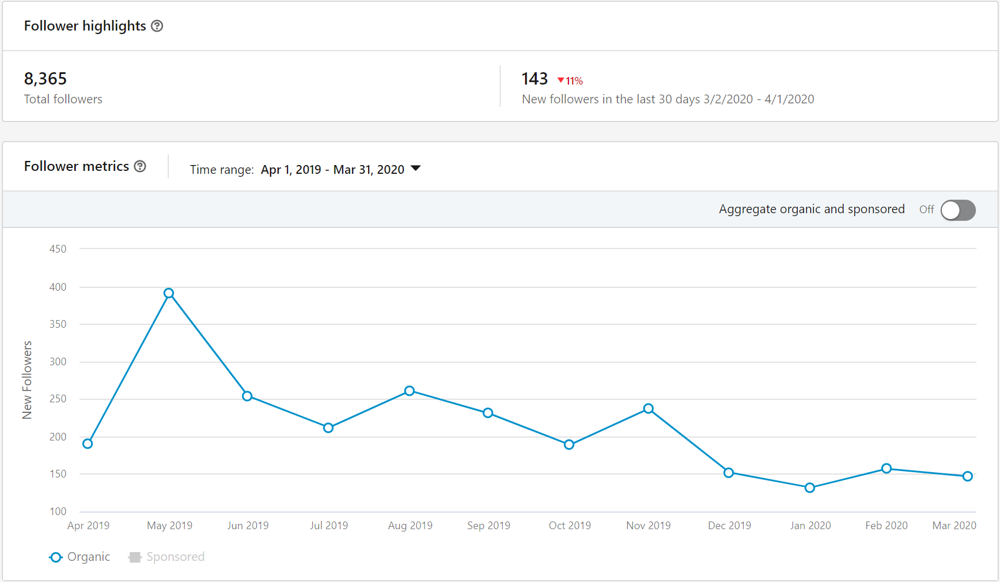 Follower highlights
8,365
Total followers
143 ▼11%
New followers in the last 30 days 3/2/2020 - 4/1/2020
Follower metrics
Time range: Apr 1, 2019 - Mar 31, 2020
Aggregate organic and sponsored Off
450
400
350
300
250
200
150
100
New Followers
Apr 2019 May 2019 Jun 2019 Jul 2019 Aug 2019 Sep 2019 Oct 2019 Nov 2019 Dec 2019 Jan 2020 Feb 2020 Mar 2020
Organic Sponsored